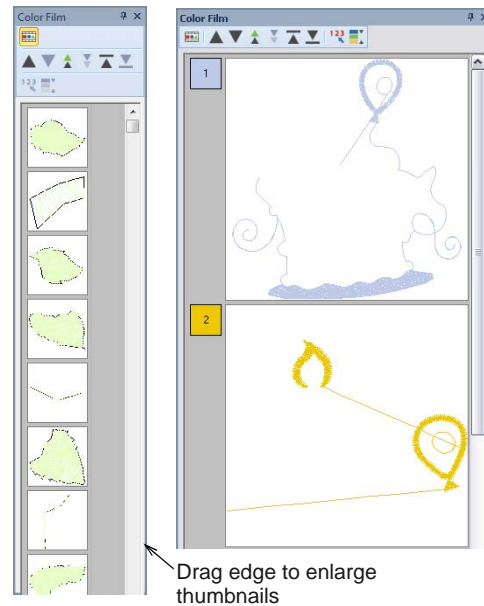 Color Film
Color Film
123
123
1
2
Drag edge to enlarge
thumbnails